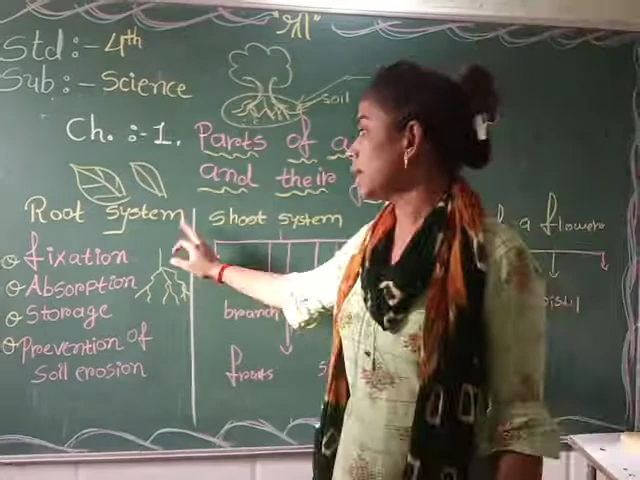 "श्री"
Std :- 4th
Sub :- Science
soil
Ch. :- 1. Parts of a
and their
Root system
Shoot system
a flower
fixation
Absorption
Storage
Prevention of
Soil erosion
branch
fruits